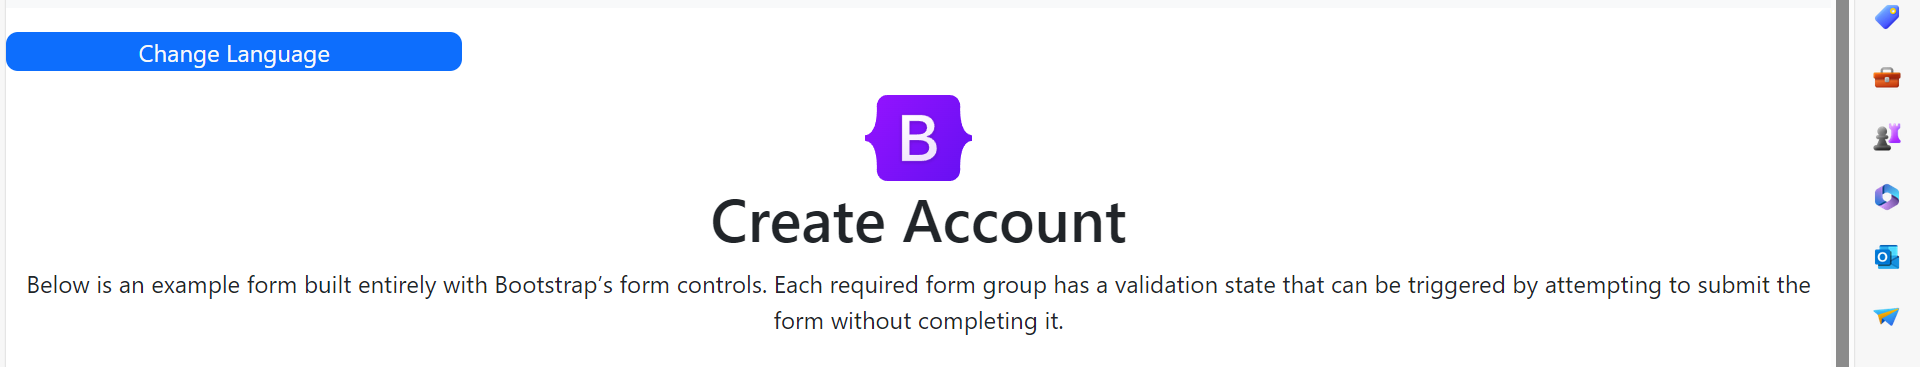 Change Language
B
Create Account
Below is an example form built entirely with Bootstrap’s form controls. Each required form group has a validation state that can be triggered by attempting to submit the
form without completing it.